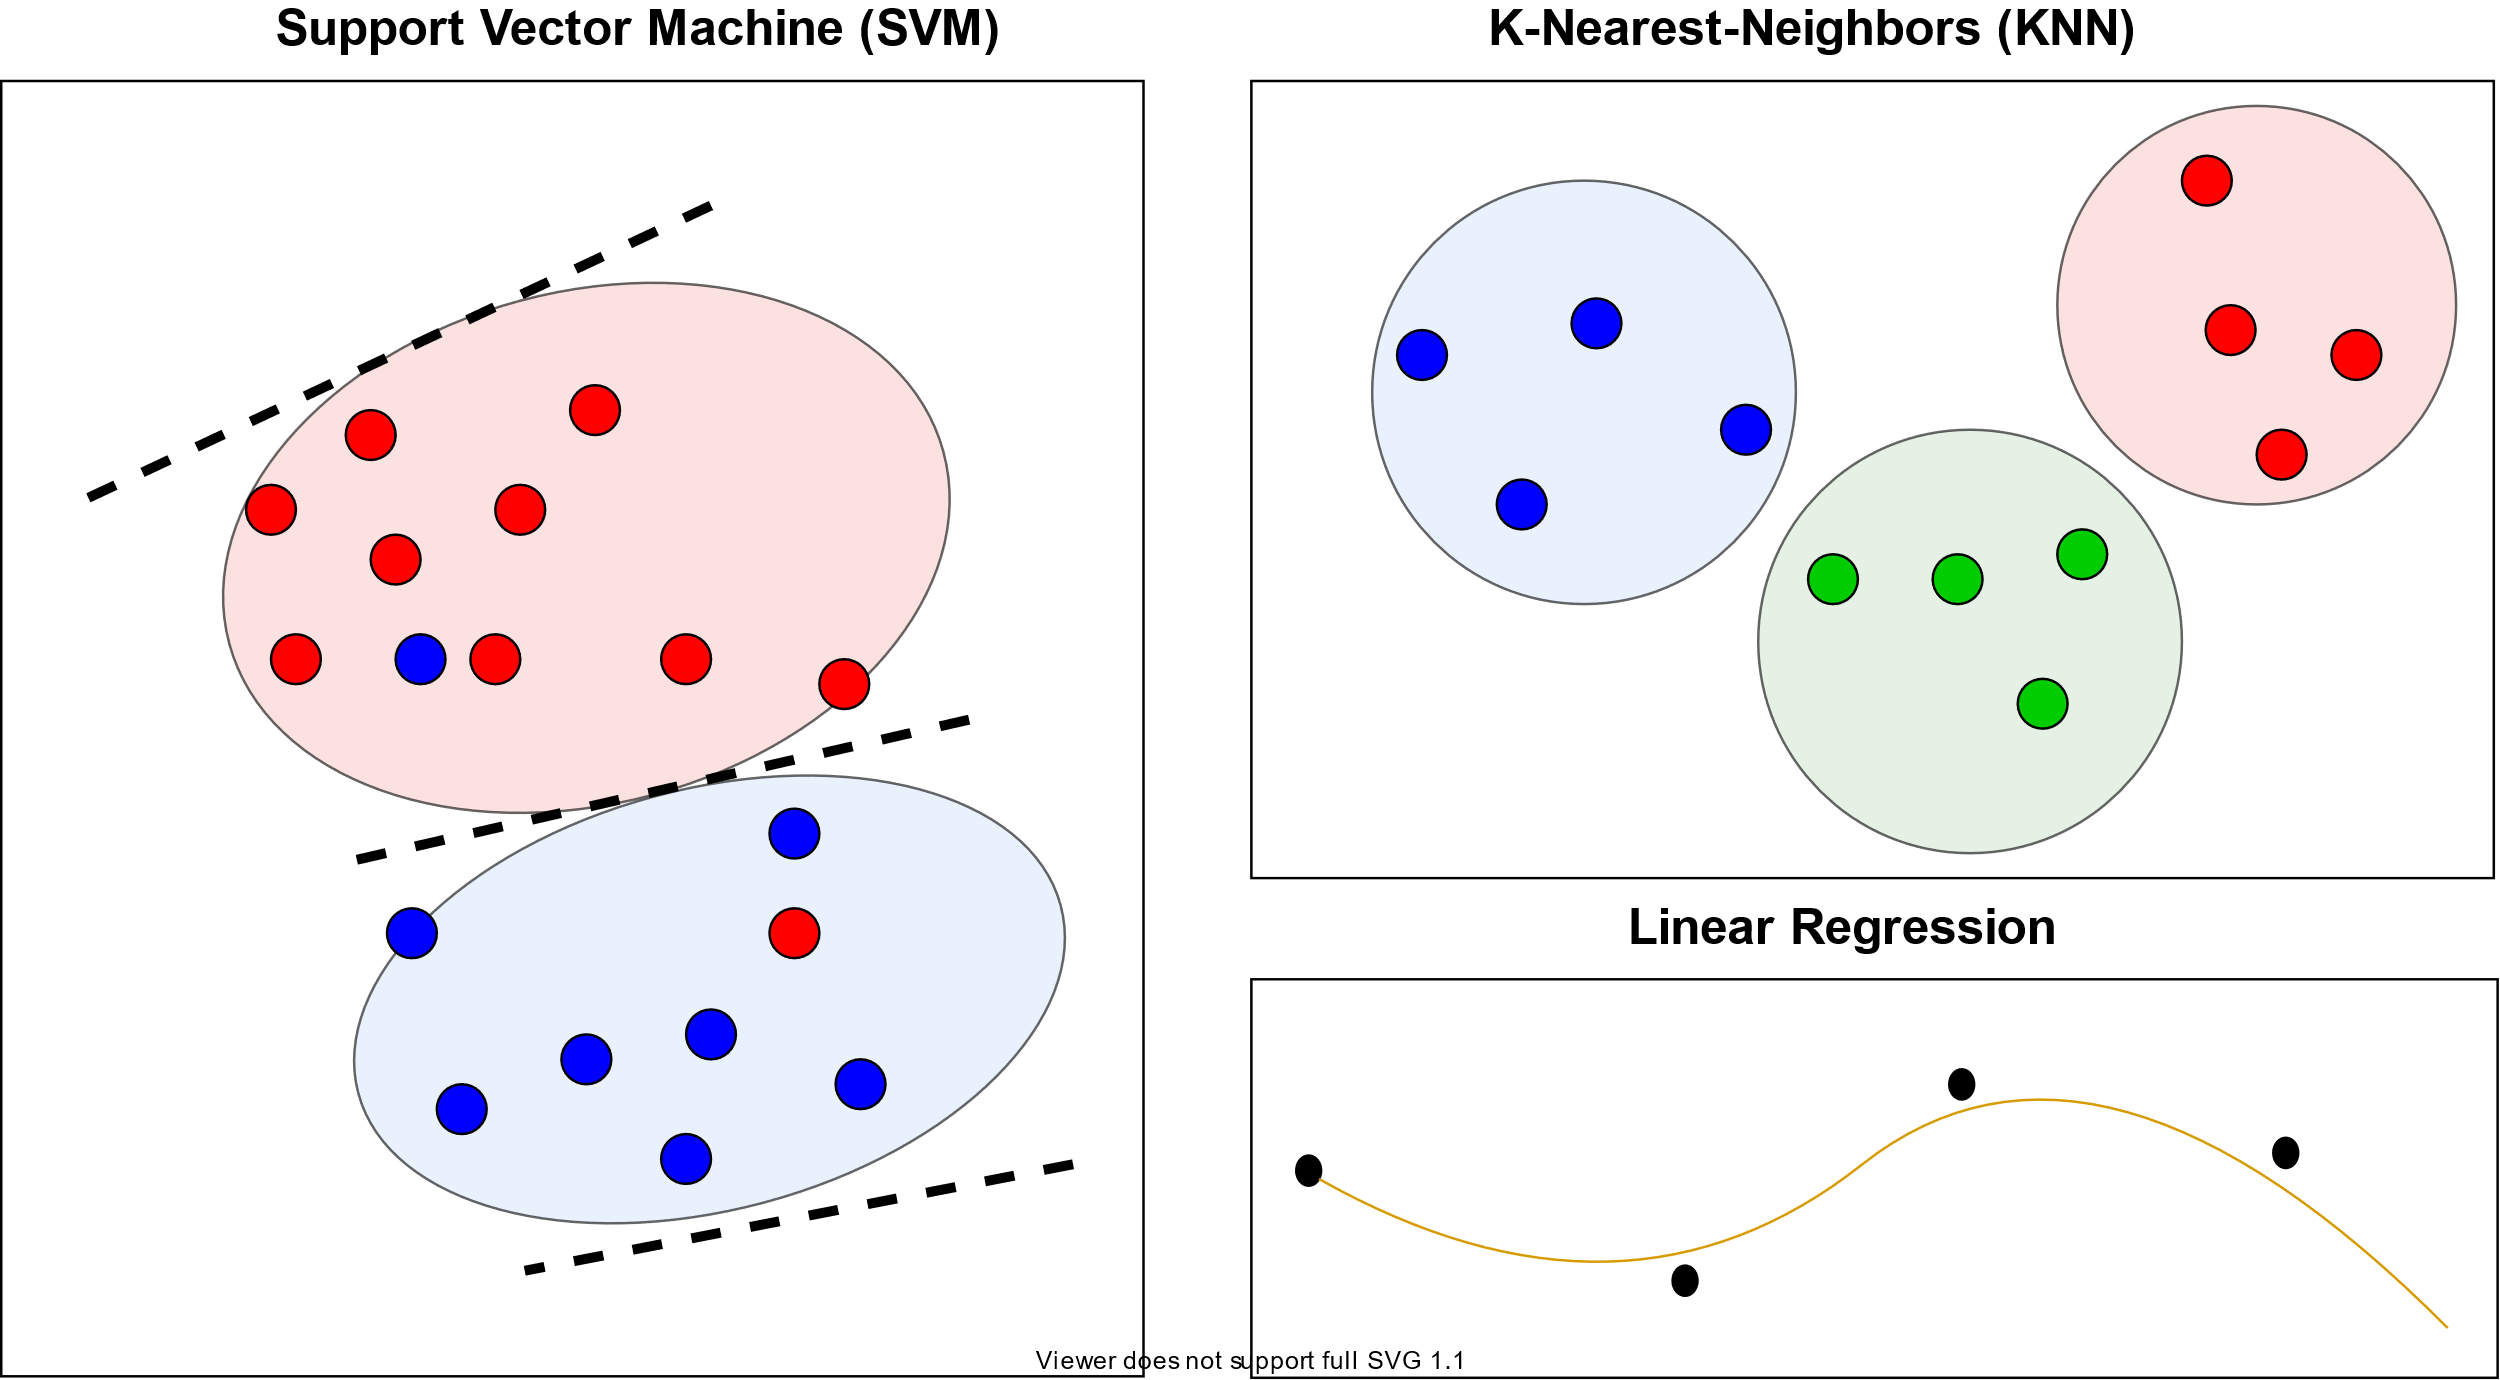 Support Vector Machine (SVM)
K-Nearest-Neighbors (KNN)
Linear Regression
Viewer does not support full SVG 1.1